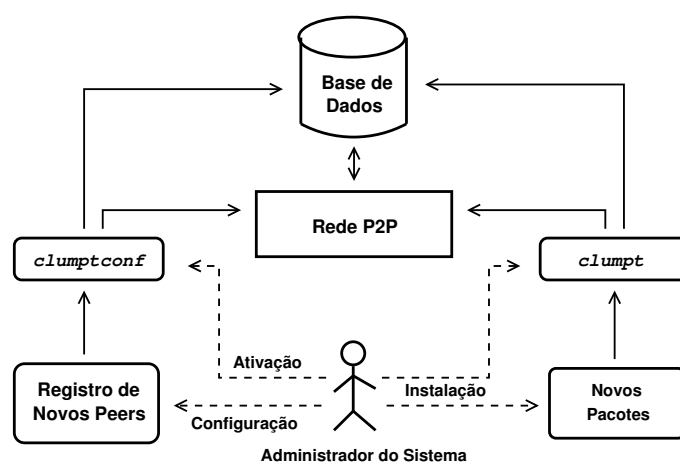 Base de
Dados
Rede P2P
clumptconf
clumpt
Ativação
Instalação
Registro de
Novos Peers
Configuração
Novos
Pacotes
Administrador do Sistema